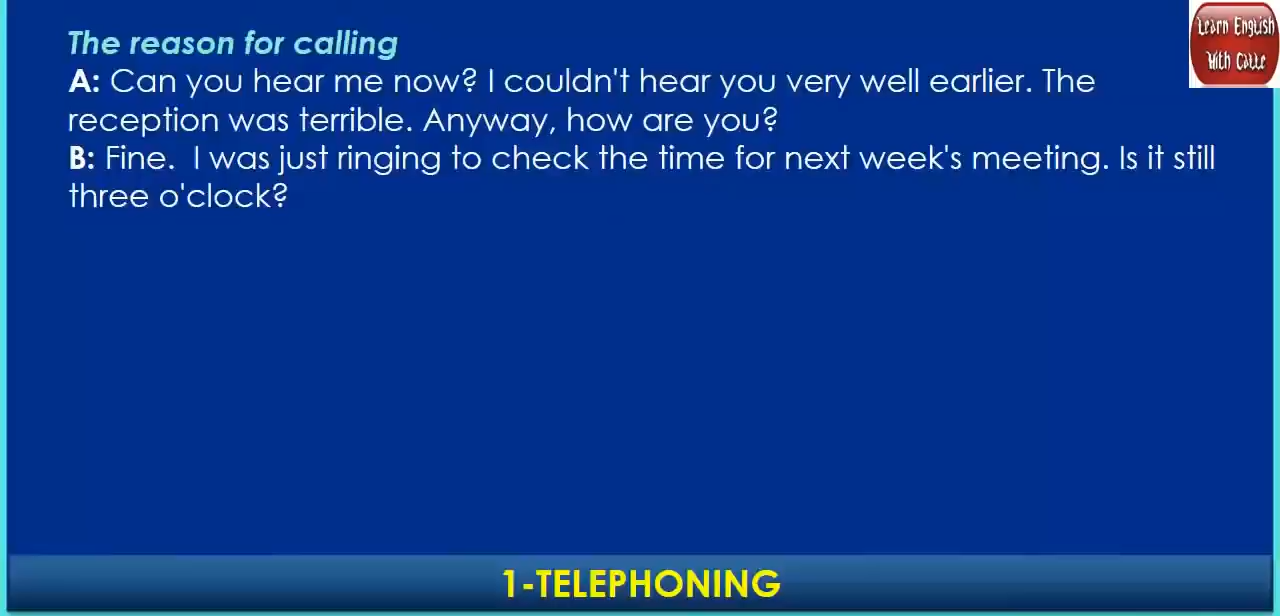 Learn English
With Calle
The reason for calling
A: Can you hear me now? I couldn't hear you very well earlier. The
reception was terrible. Anyway, how are you?
B: Fine.  I was just ringing to check the time for next week's meeting. Is it still
three o'clock?
1-TELEPHONING